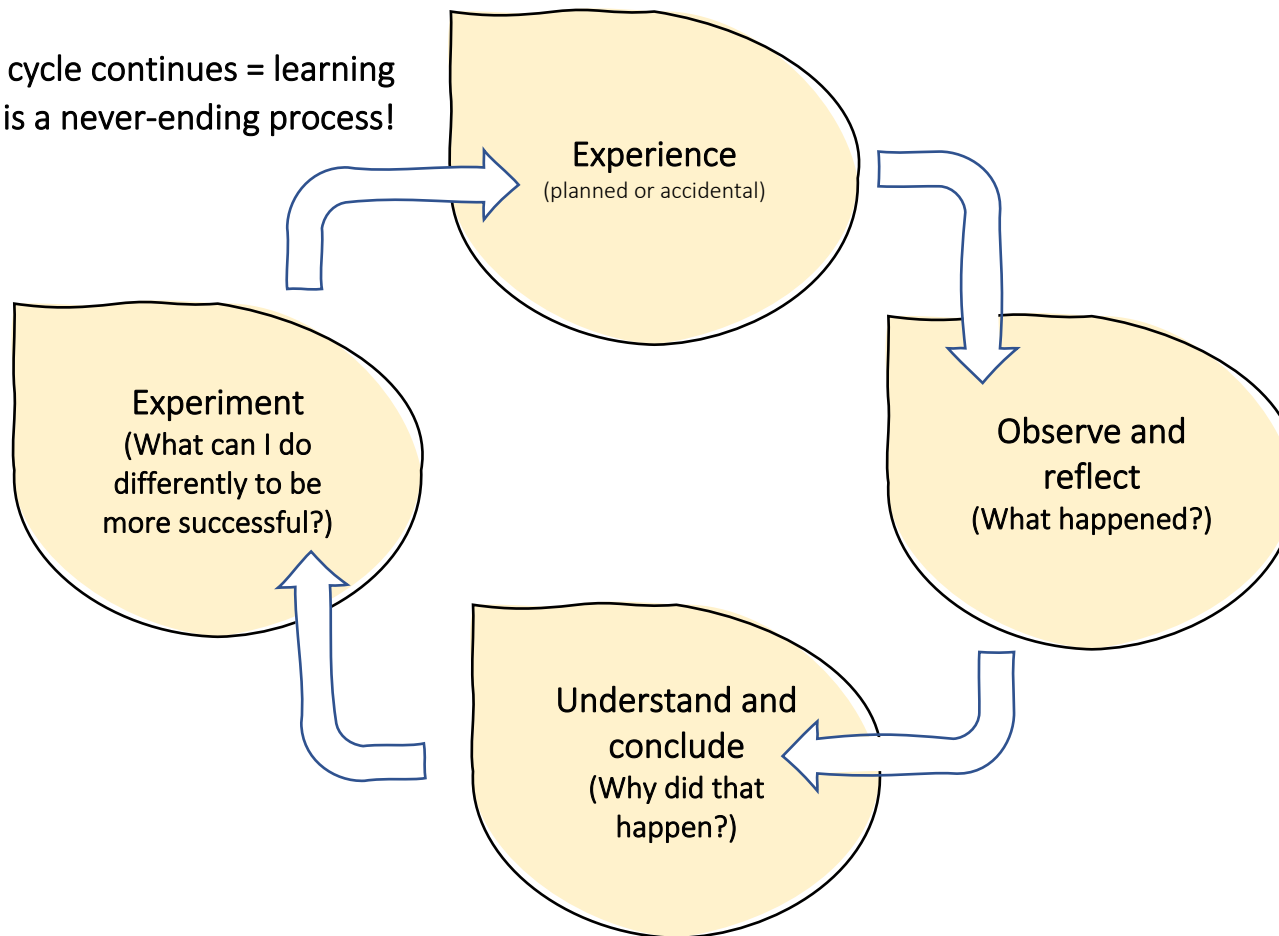 cycle continues = learning
is a never-ending process!
Experience
(planned or accidental)
Observe and
reflect
(What happened?)
Understand and
conclude
(Why did that
happen?)
Experiment
(What can I do
differently to be
more successful?)